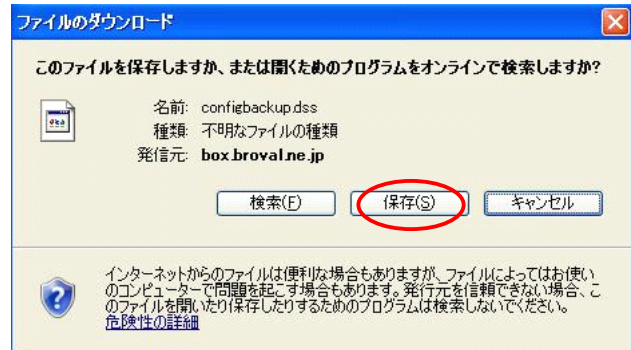 ファイルのダウンロード
このファイルを保存しますか、または開くためのプログラムをオンラインで検索しますか?
名前: configbackup.dss
種類: 不明なファイルの種類
発信元: box.broval.ne.jp
検索(F) 保存(S) キャンセル
インターネットからのファイルは便利な場合もありますが、ファイルによってはお使い
のコンピューターで問題を起こす場合もあります。発行元を信頼できない場合、こ
のファイルを開いたり保存したりするためのプログラムは検索しないでください。
危険性の詳細